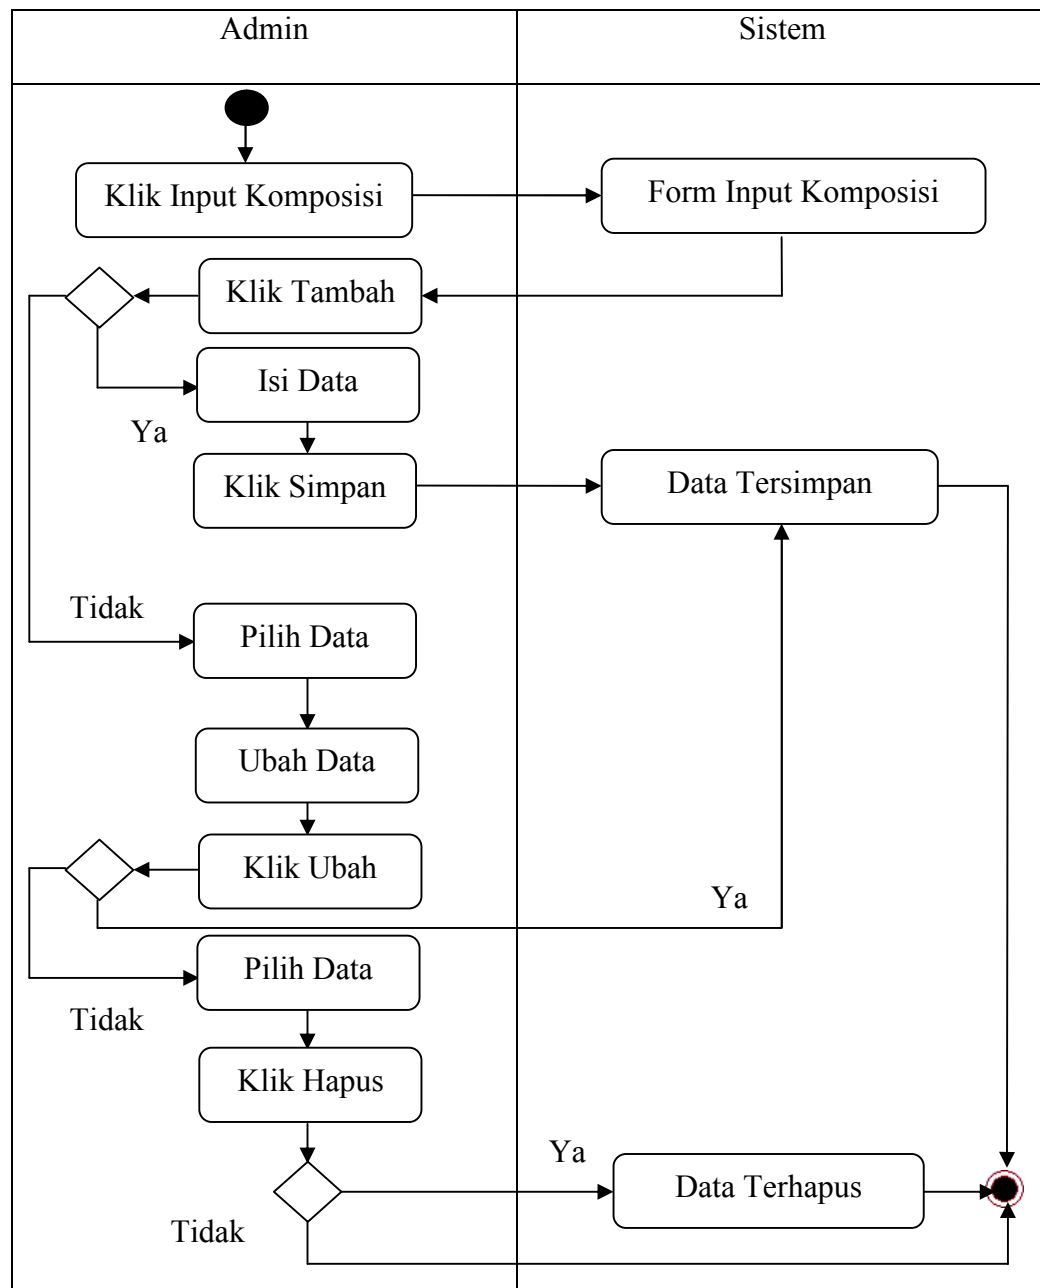 Admin
Sistem
Klik Input Komposisi
Form Input Komposisi
Klik Tambah
Isi Data
Ya
Klik Simpan
Data Tersimpan
Tidak
Pilih Data
Ubah Data
Klik Ubah
Ya
Pilih Data
Tidak
Klik Hapus
Ya
Data Terhapus
Tidak